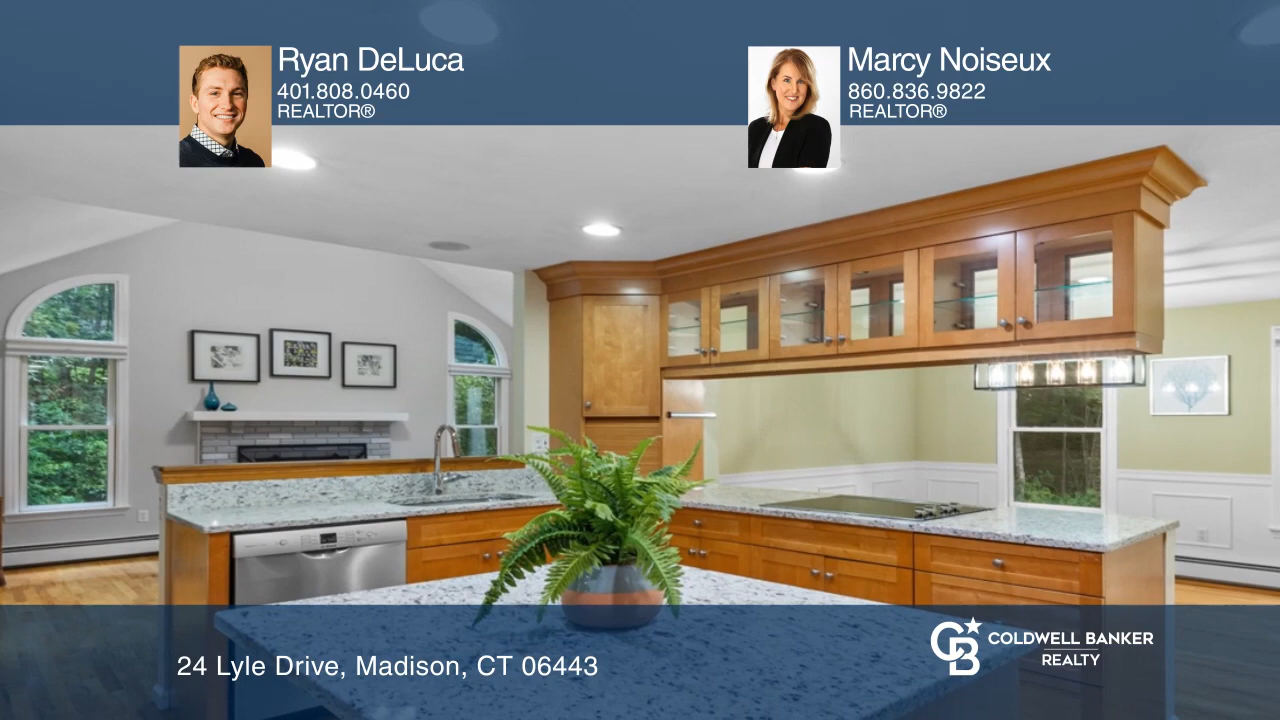 Ryan DeLuca
401.808.0460
REALTOR®
Marcy Noiseux
860.836.9822
REALTOR®
24 Lyle Drive, Madison, CT 06443
CB
COLDWELL BANKER
REALTY